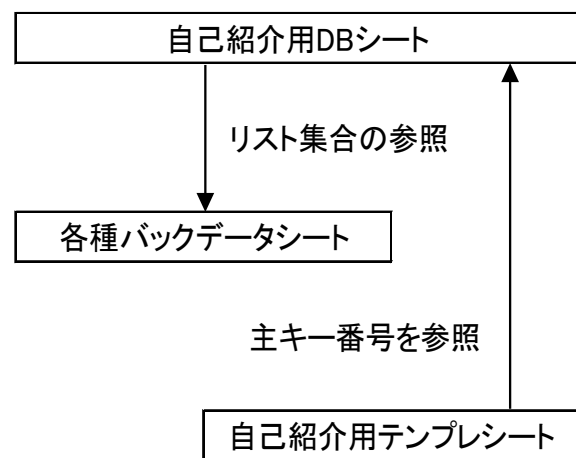 自己紹介用DBシート
リスト集合の参照
各種バックデータシート
主キー番号を参照
自己紹介用テンプレシート